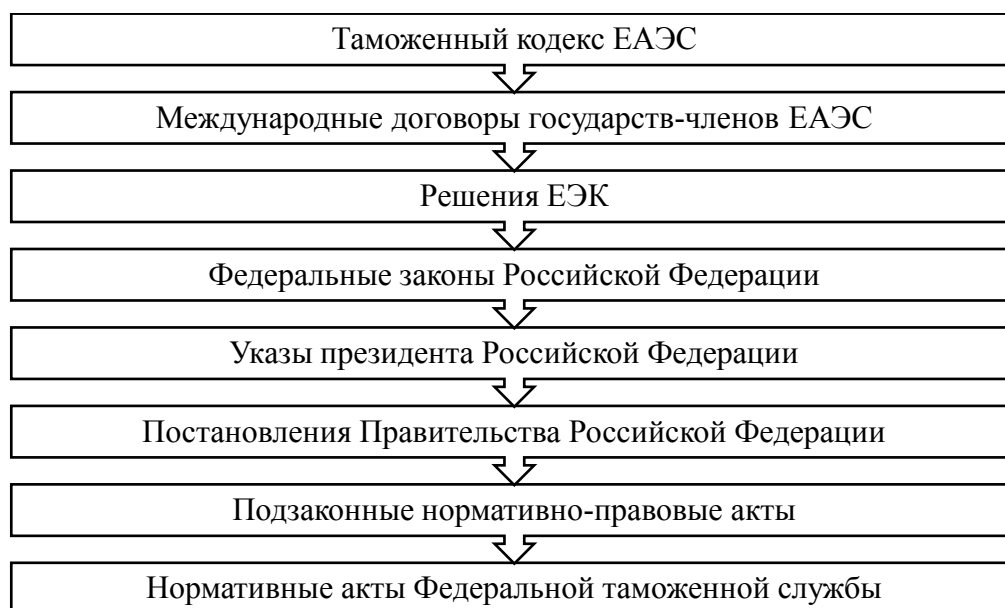 Таможенный кодекс ЕАЭС
Международные договоры государств-членов ЕАЭС
Решения ЕЭК
Федеральные законы Российской Федерации
Указы президента Российской Федерации
Постановления Правительства Российской Федерации
Подзаконные нормативно-правовые акты
Нормативные акты Федеральной таможенной службы